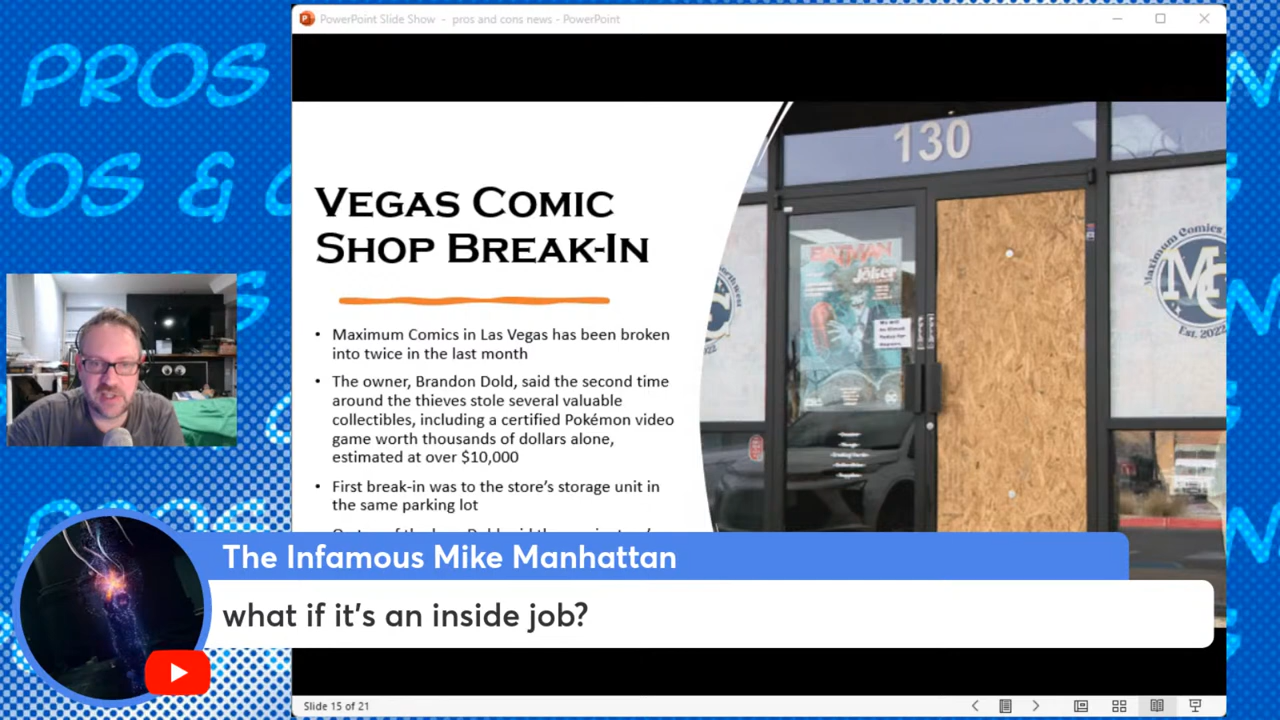 PowerPoint Slide Show - pros and cons news - PowerPoint
PROS
OS &
130
VEGAS COMIC
SHOP BREAK-IN
BATMAN
Joker
Maximum Comics
MC
Est. 2022
• Maximum Comics in Las Vegas has been broken
into twice in the last month
• The owner, Brandon Dold, said the second time
around the thieves stole several valuable
collectibles, including a certified Pokémon video
game worth thousands of dollars alone,
estimated at over $10,000
• First break-in was to the store's storage unit in
the same parking lot
The Infamous Mike Manhattan
what if it's an inside job?
Slide 15 of 21